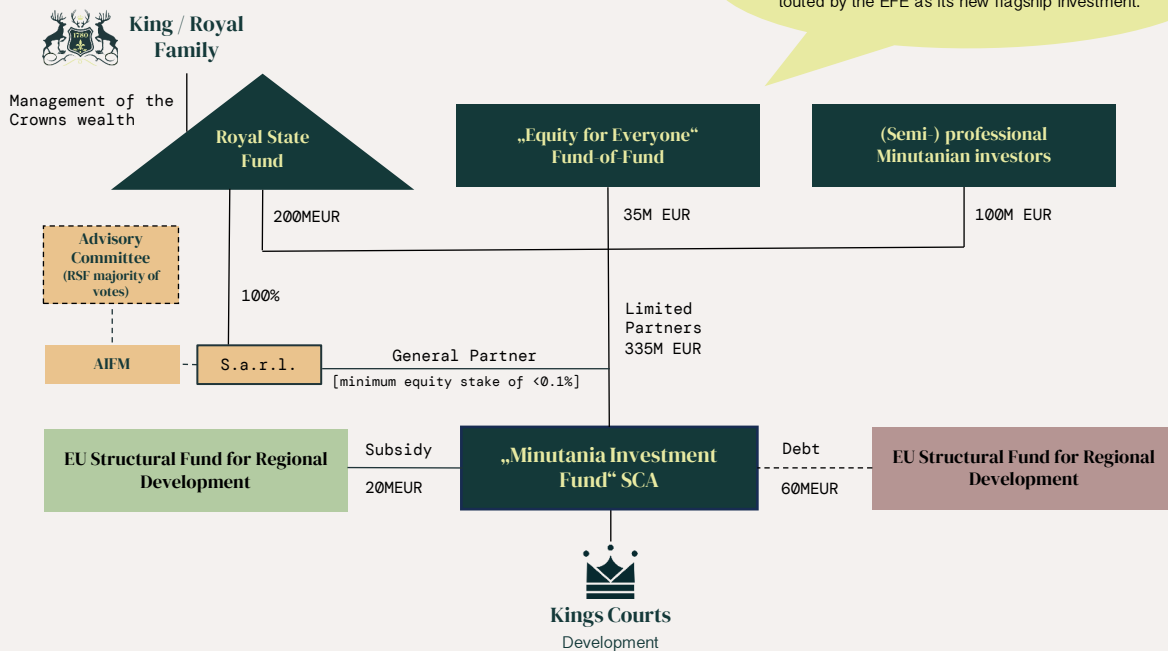 touted by the EFE as its new flagship investment.
1780
King / Royal
Family
Management of the
Crowns wealth
Royal State
Fund
„Equity for Everyone“
Fund-of-Fund
(Semi-) professional
Minutanian investors
200MEUR
35M EUR
100M EUR
Advisory
Committee
(RSF majority of
votes)
100%
Limited
Partners
335M EUR
AIFM
S.a.r.l.
General Partner
[minimum equity stake of <0.1%]
EU Structural Fund for Regional
Development
Subsidy
20MEUR
„Minutania Investment
Fund“ SCA
Debt
60MEUR
EU Structural Fund for Regional
Development
Kings Courts
Development